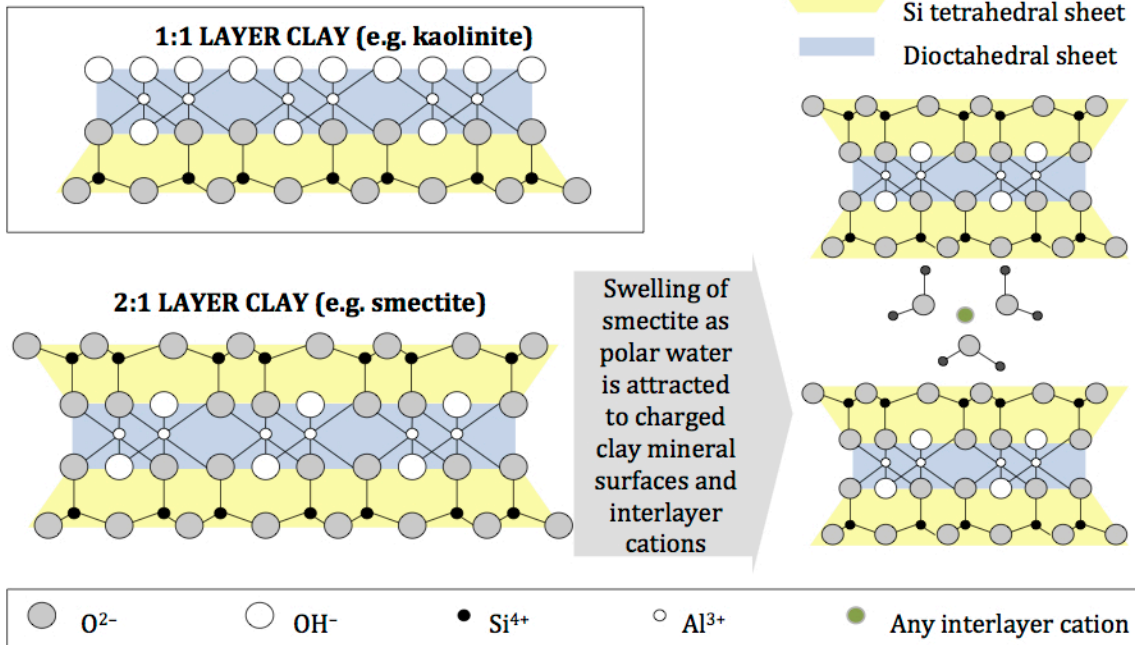 1:1 LAYER CLAY (e.g. kaolinite)
Si tetrahedral sheet
Dioctahedral sheet
2:1 LAYER CLAY (e.g. smectite)
Swelling of
smectite as
polar water
is attracted
to charged
clay mineral
surfaces and
interlayer
cations
O²⁻
OH⁻
Si⁴⁺
Al³⁺
Any interlayer cation